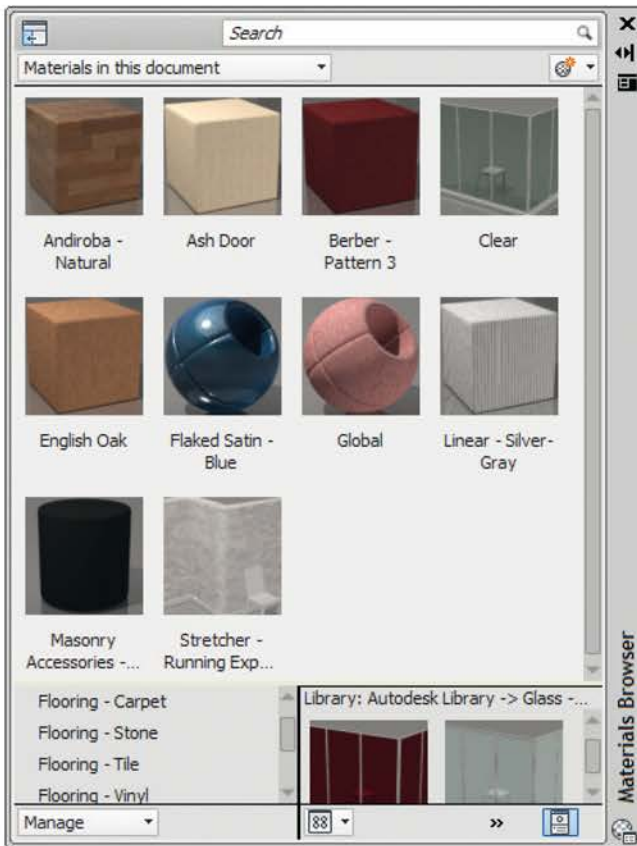 Search
Materials in this document
Andiroba -
Natural
Ash Door
Berber -
Pattern 3
Clear
English Oak
Flaked Satin -
Blue
Global
Linear - Silver-
Gray
Masonry
Accessories -...
Stretcher -
Running Exp...
Flooring - Carpet
Flooring - Stone
Flooring - Tile
Flooring - Vinyl
Library: Autodesk Library -> Glass -...
Manage
Materials Browser